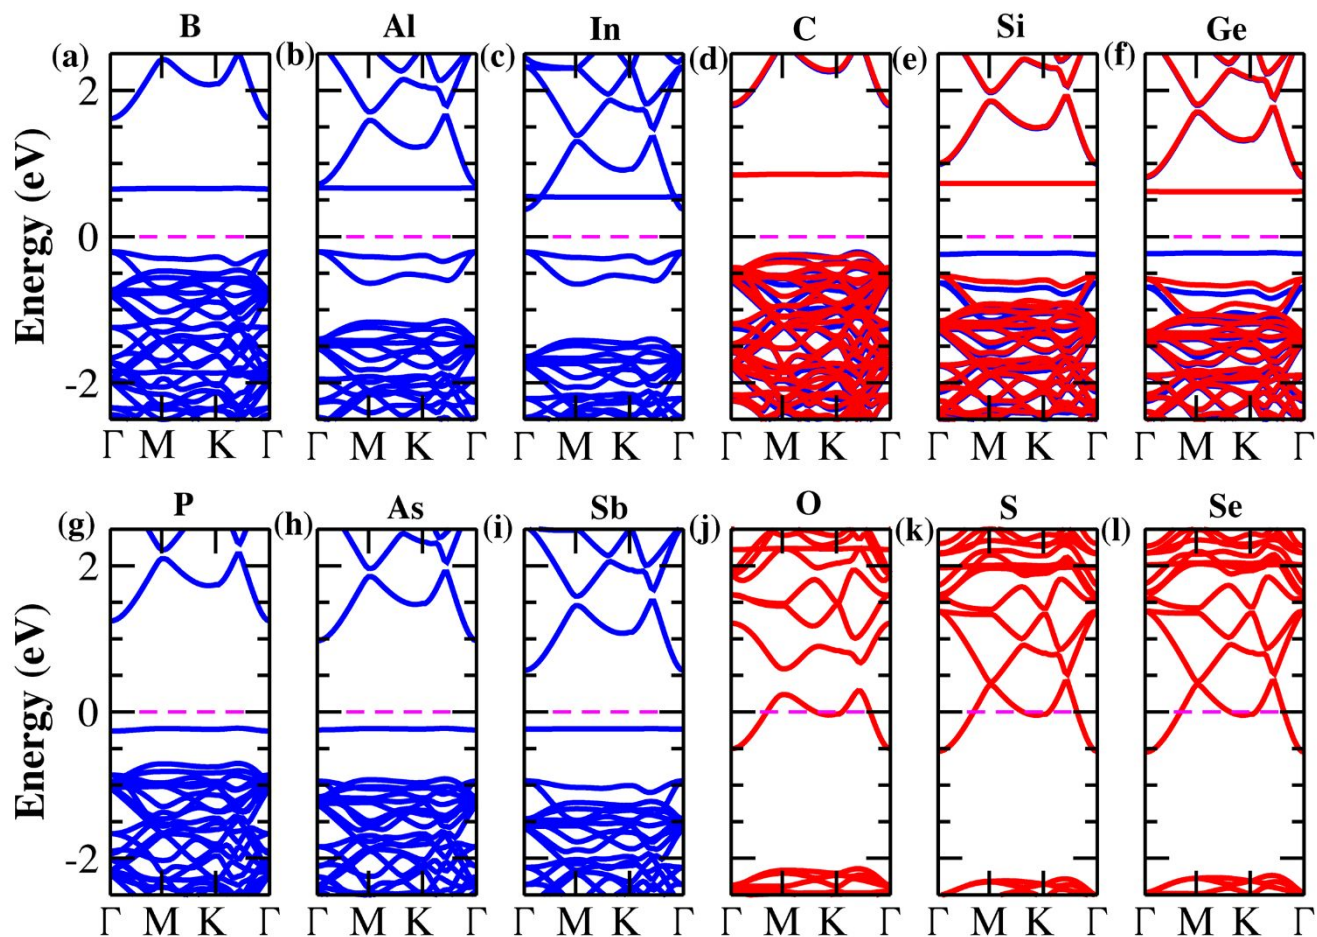 B Al In C Si Ge
(a) (b) (c) (d) (e) (f)
2
0
-2
Energy (eV)
Γ M K Γ Γ M K Γ Γ M K Γ Γ M K Γ Γ M K Γ Γ M K Γ
P As Sb O S Se
(g) (h) (i) (j) (k) (l)
2
0
-2
Energy (eV)
Γ M K Γ Γ M K Γ Γ M K Γ Γ M K Γ Γ M K Γ Γ M K Γ